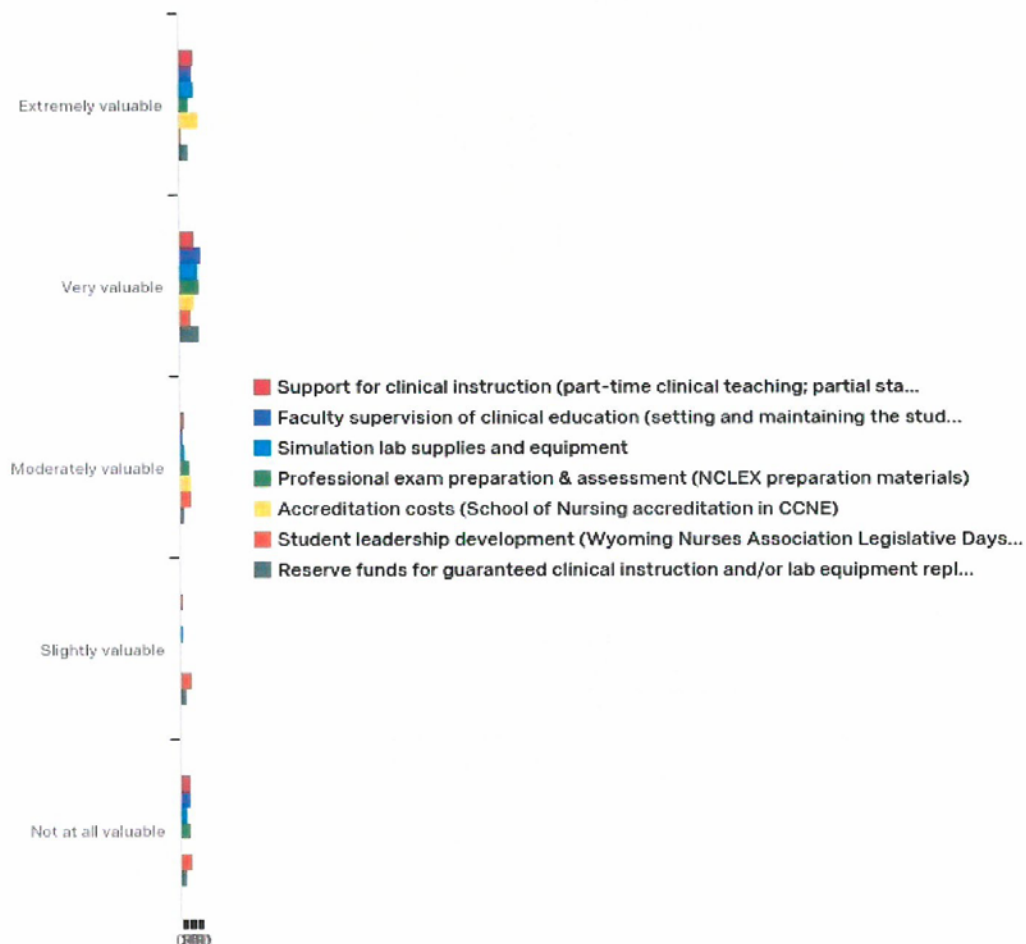 Extremely valuable
Very valuable
Moderately valuable
Slightly valuable
Not at all valuable
Support for clinical instruction (part-time clinical teaching; partial sta...
Faculty supervision of clinical education (setting and maintaining the stud...
Simulation lab supplies and equipment
Professional exam preparation & assessment (NCLEX preparation materials)
Accreditation costs (School of Nursing accreditation in CCNE)
Student leadership development (Wyoming Nurses Association Legislative Days...
Reserve funds for guaranteed clinical instruction and/or lab equipment repl...